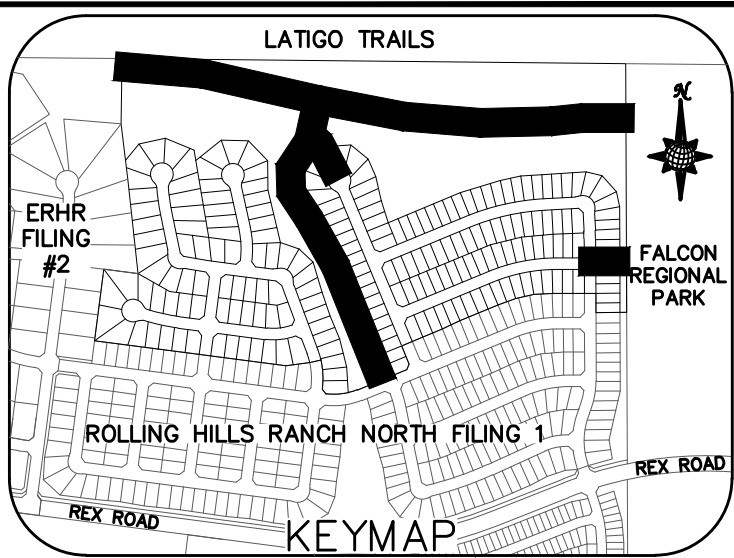 LATIGO TRAILS
N
ERHR
FILING
#2
FALCON
REGIONAL
PARK
ROLLING HILLS RANCH NORTH FILING 1
REX ROAD
REX ROAD
KEYMAP